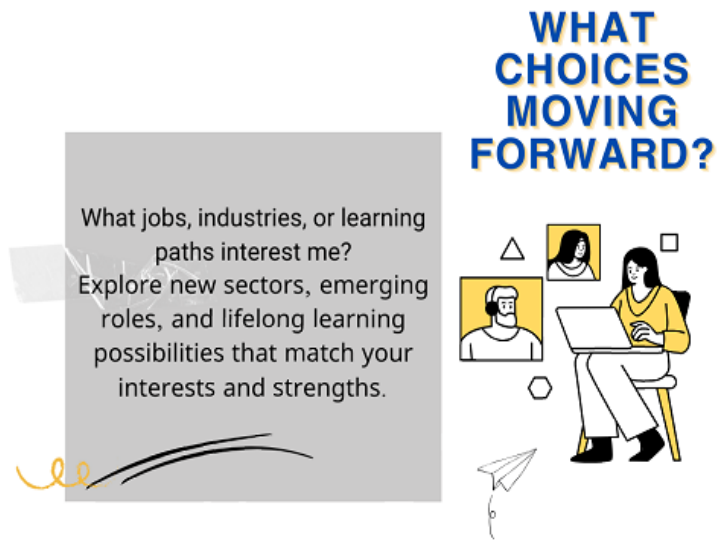 WHAT
CHOICES
MOVING
FORWARD?
What jobs, industries, or learning
paths interest me?
Explore new sectors, emerging
roles, and lifelong learning
possibilities that match your
interests and strengths.